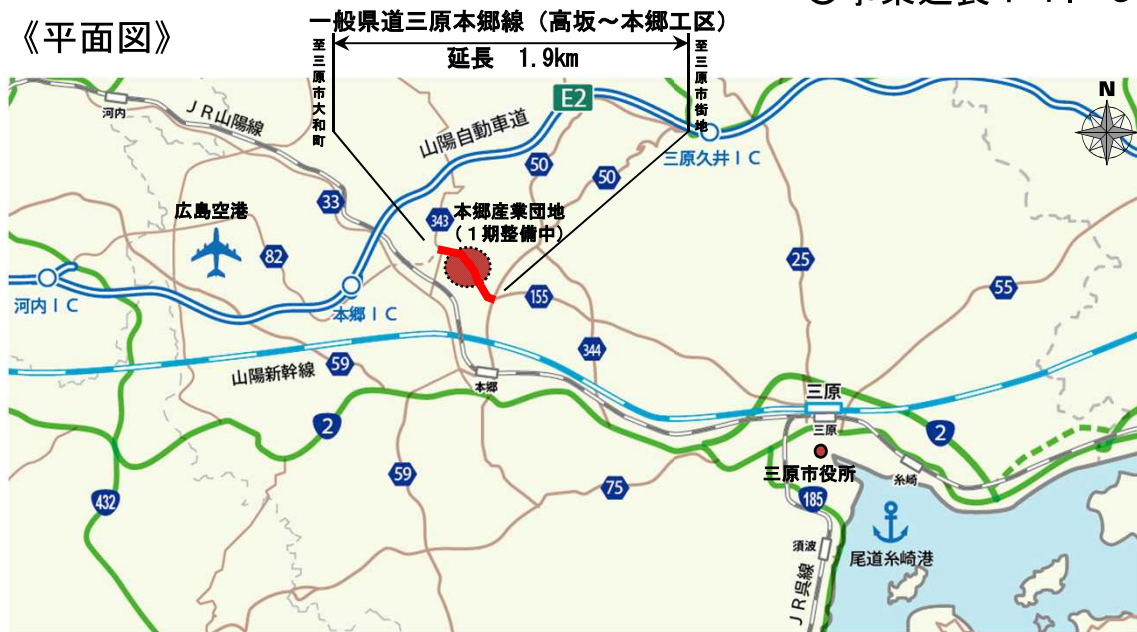 《平面図》
一般県道三原本郷線（高坂～本郷工区）
延長　1.9km
至三原市大和町
至三原市街地
E2
N
河内
ＪＲ山陽線
山陽自動車道
三原久井ＩＣ
50
50
33
343
本郷産業団地
（１期整備中）
広島空港
82
25
55
155
河内ＩＣ
本郷ＩＣ
344
山陽新幹線
59
本郷
三原
三原
2
2
三原市役所
糸崎
59
75
432
185
須波
尾道糸崎港
ＪＲ呉線